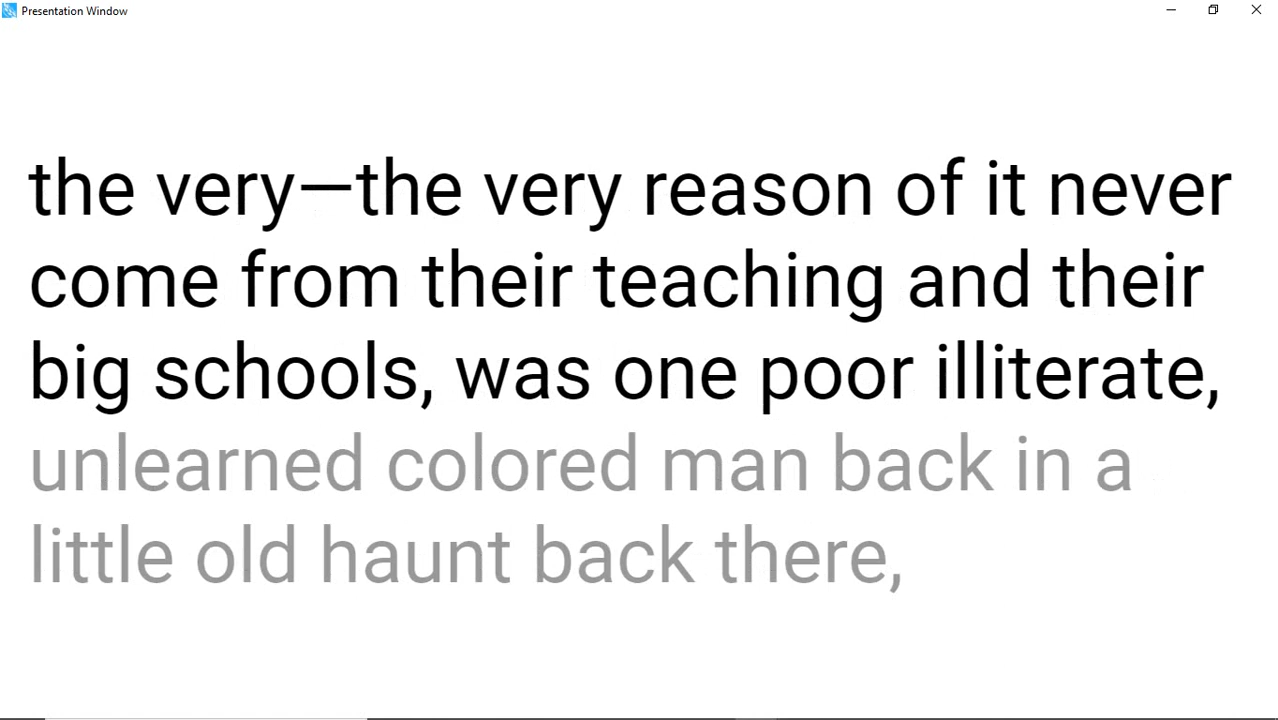 Presentation Window
the very—the very reason of it never
come from their teaching and their
big schools, was one poor illiterate,
unlearned colored man back in a
little old haunt back there,